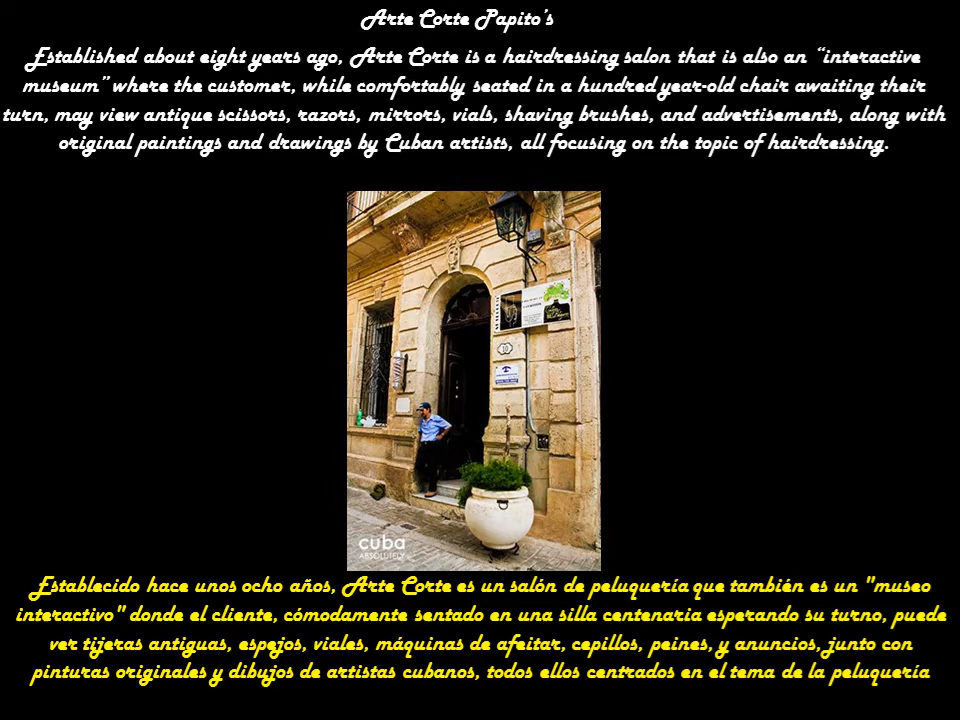 Arte Corte Papito's
Established about eight years ago, Arte Corte is a hairdressing salon that is also an “interactive
museum” where the customer, while comfortably seated in a hundred year-old chair awaiting their
turn, may view antique scissors, razors, mirrors, vials, shaving brushes, and advertisements, along with
original paintings and drawings by Cuban artists, all focusing on the topic of hairdressing.
10
cuba
ABSOLUTELY
Establecido hace unos ocho años, Arte Corte es un salón de peluquería que también es un "museo
interactivo" donde el cliente, cómodamente sentado en una silla centenaria esperando su turno, puede
ver tijeras antiguas, espejos, viales, máquinas de afeitar, cepillos, peines, y anuncios, junto con
pinturas originales y dibujos de artistas cubanos, todos ellos centrados en el tema de la peluquería